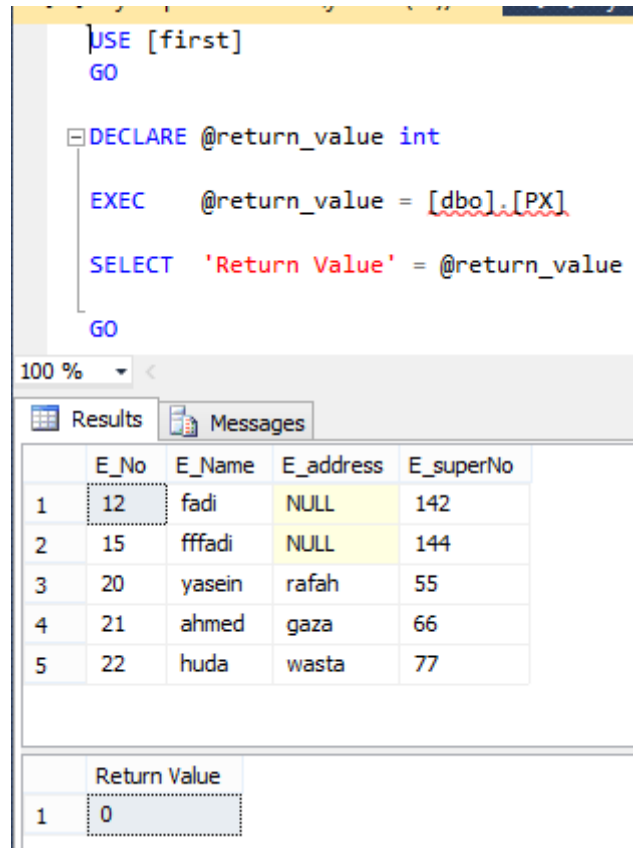 USE [first]
GO
DECLARE @return_value int
EXEC @return_value = [dbo].[PX]
SELECT 'Return Value' = @return_value
GO
100 %
Results Messages
E_No E_Name E_address E_superNo
1 12 fadi NULL 142
2 15 fffadi NULL 144
3 20 yasein rafah 55
4 21 ahmed gaza 66
5 22 huda wasta 77
Return Value
1 0